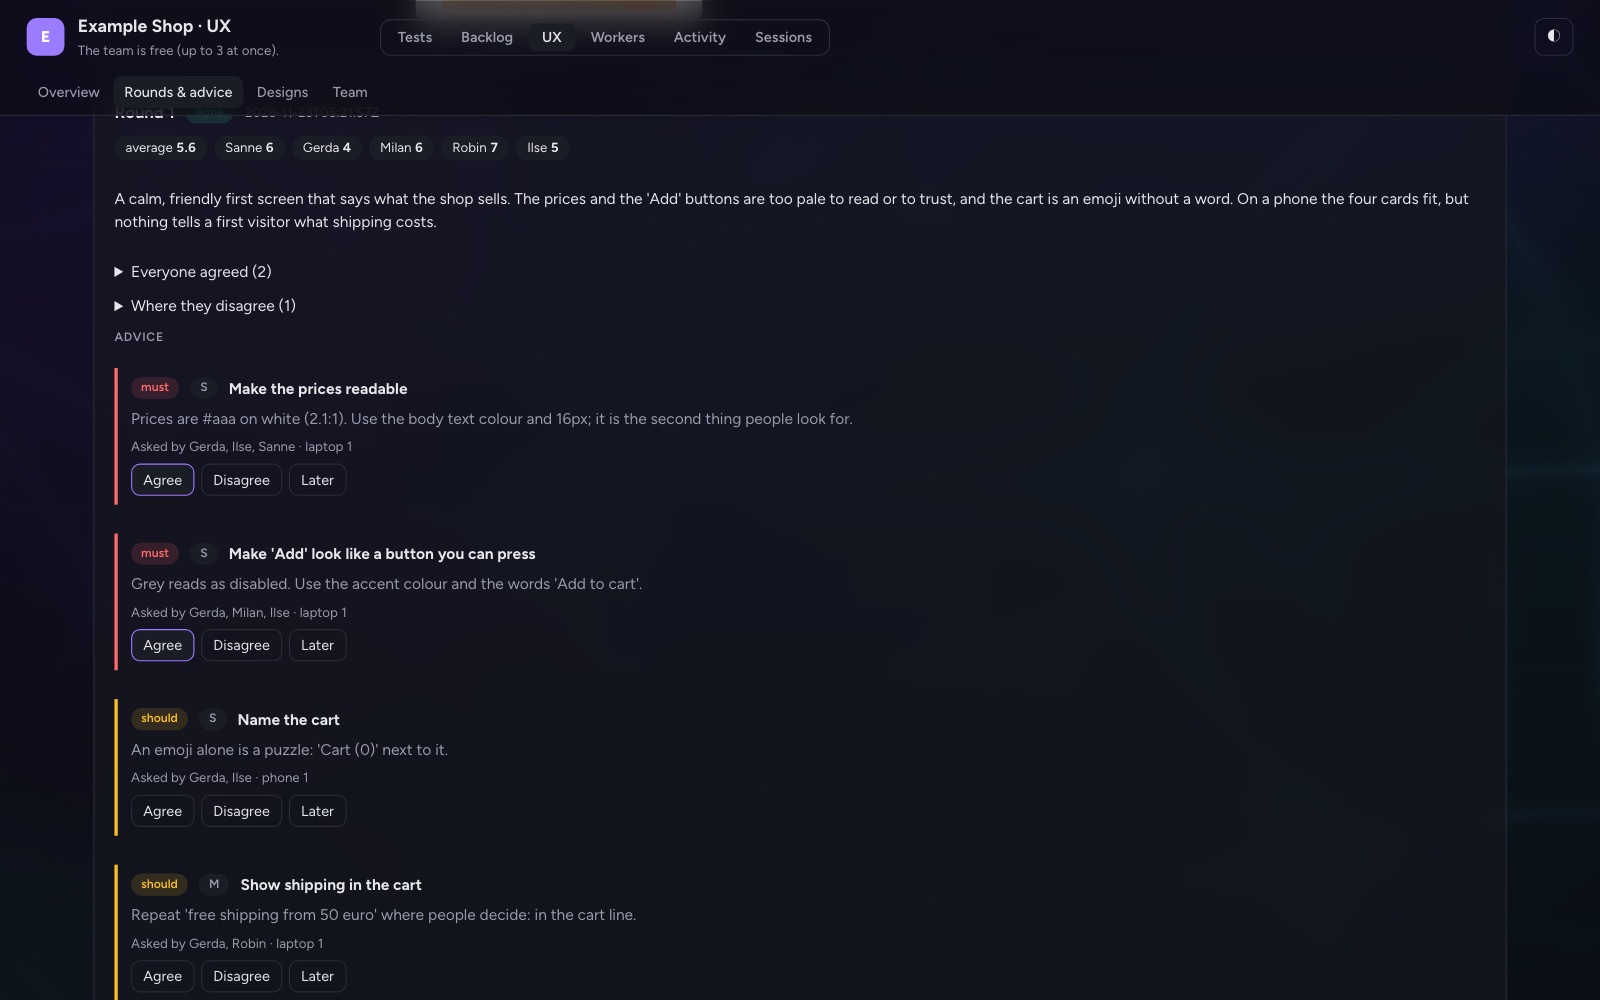 E
Example Shop · UX
The team is free (up to 3 at once).
Tests Backlog UX Workers Activity Sessions
Overview Rounds & advice Designs Team
Round 1 done 2026-11-23T05:21:57Z
average 5.6 Sanne 6 Gerda 4 Milan 6 Robin 7 Ilse 5
A calm, friendly first screen that says what the shop sells. The prices and the 'Add' buttons are too pale to read or to trust, and the cart is an emoji without a word. On a phone the four cards fit, but
nothing tells a first visitor what shipping costs.
Everyone agreed (2)
Where they disagree (1)
ADVICE
must S Make the prices readable
Prices are #aaa on white (2.1:1). Use the body text colour and 16px; it is the second thing people look for.
Asked by Gerda, Ilse, Sanne · laptop 1
Agree Disagree Later
must S Make 'Add' look like a button you can press
Grey reads as disabled. Use the accent colour and the words 'Add to cart'.
Asked by Gerda, Milan, Ilse · laptop 1
Agree Disagree Later
should S Name the cart
An emoji alone is a puzzle: 'Cart (0)' next to it.
Asked by Gerda, Ilse · phone 1
Agree Disagree Later
should M Show shipping in the cart
Repeat 'free shipping from 50 euro' where people decide: in the cart line.
Asked by Gerda, Robin · laptop 1
Agree Disagree Later